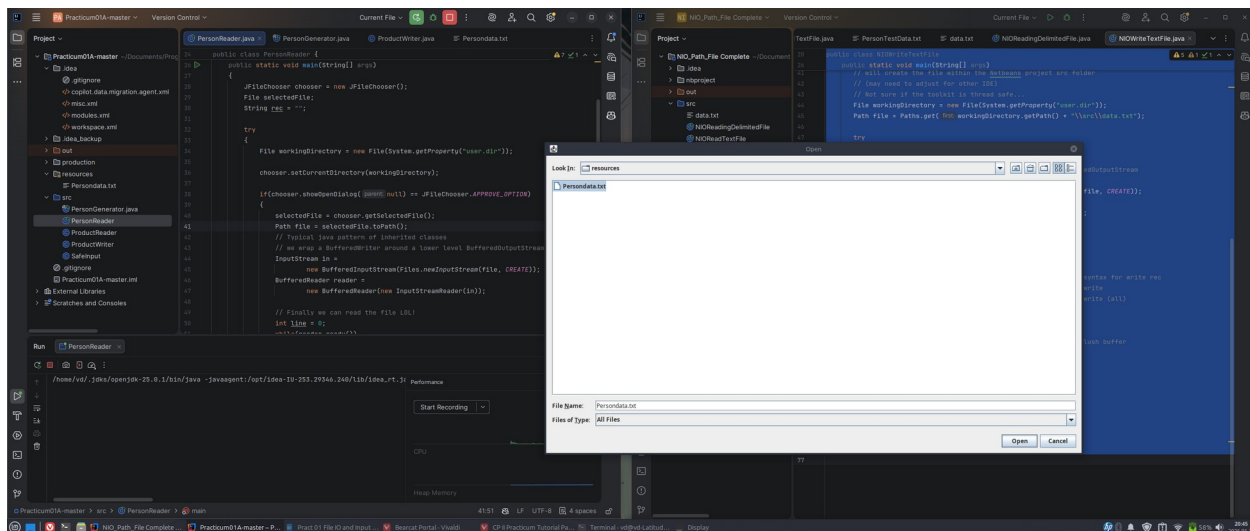 Practicum01A-master
Version Control
Current File
Project
Practicum01A-master ~/Documents/Prog
.idea
.gitignore
copilot.data.migration.agent.xml
misc.xml
modules.xml
workspace.xml
.idea_backup
out
production
resources
Persondata.txt
src
PersonGenerator.java
PersonReader
ProductReader
ProductWriter
SafeInput
.gitignore
Practicum01A-master.iml
External Libraries
Scratches and Consoles
PersonReader.java
PersonGenerator.java
ProductWriter.java
Persondata.txt
public class PersonReader {
public static void main(String[] args)
{
JFileChooser chooser = new JFileChooser();
File selectedFile;
String rec = "";
try
{
File workingDirectory = new File(System.getProperty("user.dir"));
chooser.setCurrentDirectory(workingDirectory);
if(chooser.showOpenDialog( parent: null) == JFileChooser.APPROVE_OPTION)
{
selectedFile = chooser.getSelectedFile();
Path file = selectedFile.toPath();
// Typical java pattern of inherited classes
// we wrap a BufferedWriter around a lower level BufferedOutputStream
InputStream in =
new BufferedInputStream(Files.newInputStream(file, CREATE));
BufferedReader reader =
new BufferedReader(new InputStreamReader(in));
// Finally we can read the file LOL!
int line = 0;
while(reader.ready())
Run
PersonReader
/home/vd/.jdks/openjdk-25.0.1/bin/java -javaagent:/opt/idea-IU-253.29346.240/lib/idea_rt.j
Performance
Start Recording
CPU
Heap Memory
Practicum01A-master > src > PersonReader > main
41:51
LF
UTF-8
4 spaces
NIO_Path_File Complete
Version Control
Current File
Project
NIO_Path_File Complete ~/Documents
.idea
nbproject
out
src
data.txt
NIOReadingDelimitedFile
NIOReadTextFile
TextFile.java
PersonTestData.txt
data.txt
NIOReadingDelimitedFile.java
NIOWriteTextFile.java
public class NIOWriteTextFile
public static void main(String[] args)
// will create the file within the Netbeans project src folder
// (may need to adjust for other IDE)
// Not sure if the toolkit is thread safe...
File workingDirectory = new File(System.getProperty("user.dir"));
Path file = Paths.get( first: workingDirectory.getPath() + "\\src\\data.txt");
try
edOutputStream
file, CREATE));
syntax for write rec
write
write (all)
lush buffer
77
Open
Look In:
resources
Persondata.txt
File Name:
Persondata.txt
Files of Type:
All Files
Open
Cancel
NIO_Path_File Complete ...
Practicum01A-master – P...
Pract 01 File IO and Input ...
Bearcat Portal - Vivaldi
CP II Practicum Tutorial Pa...
Terminal - vd@vd-Latitud...
Display
58%
20:45